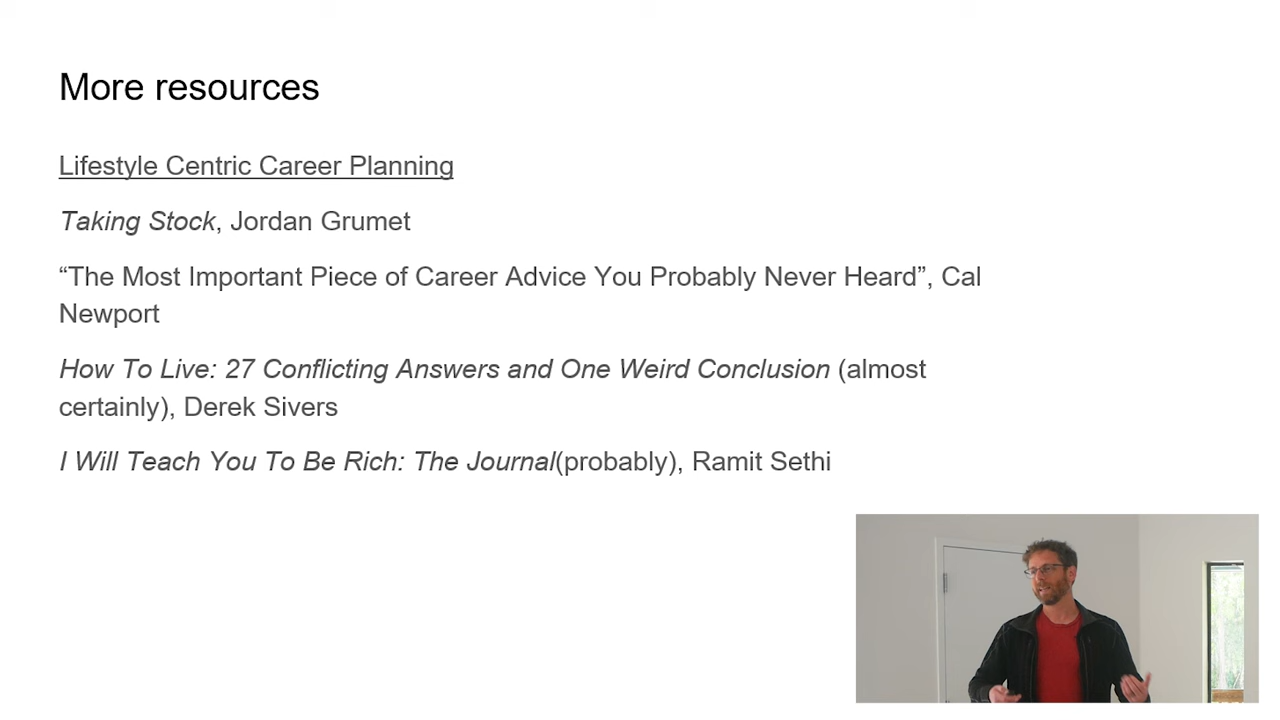 More resources
Lifestyle Centric Career Planning
Taking Stock, Jordan Grumet
“The Most Important Piece of Career Advice You Probably Never Heard”, Cal
Newport
How To Live: 27 Conflicting Answers and One Weird Conclusion (almost
certainly), Derek Sivers
I Will Teach You To Be Rich: The Journal(probably), Ramit Sethi